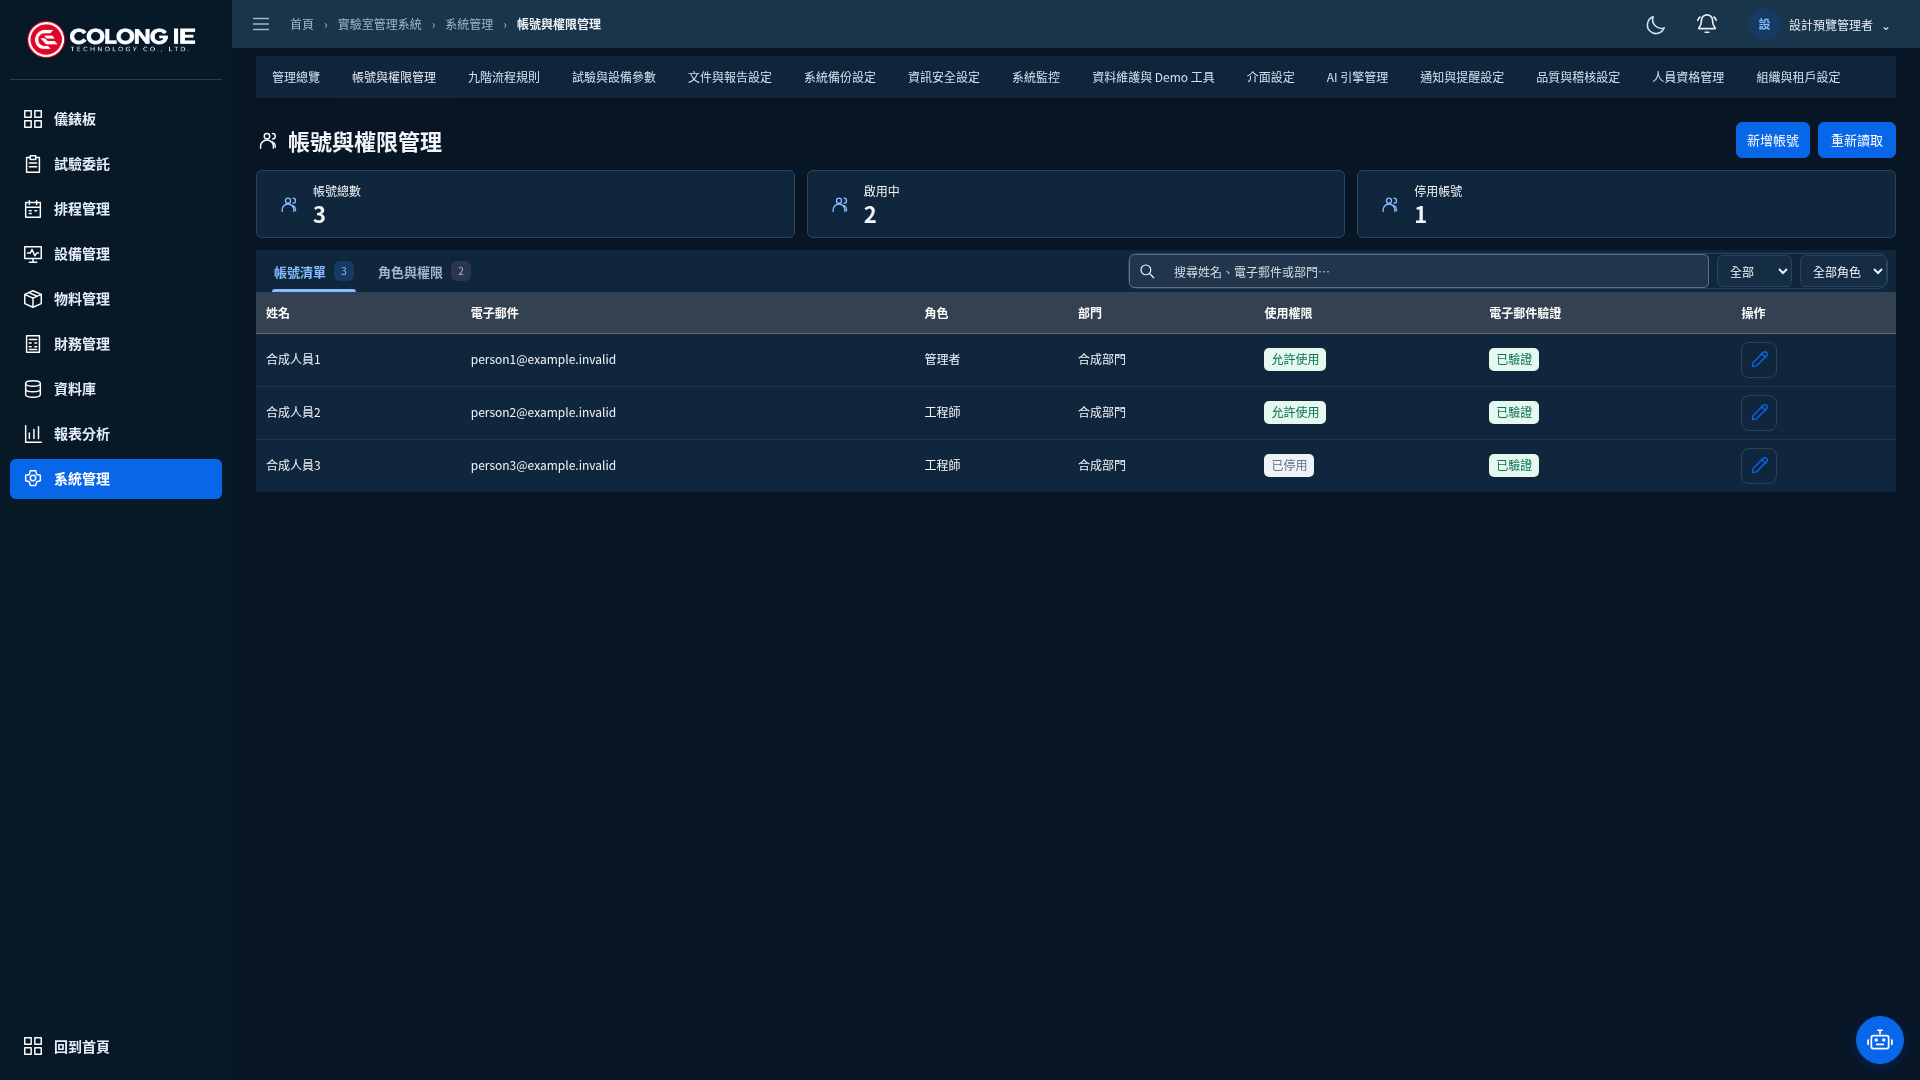 COLONG IE
TECHNOLOGY CO., LTD.
首頁 › 實驗室管理系統 › 系統管理 › 帳號與權限管理
設 設計預覽管理者
管理總覽 帳號與權限管理 九階流程規則 試驗與設備參數 文件與報告設定 系統備份設定 資訊安全設定 系統監控 資料維護與 Demo 工具 介面設定 AI 引擎管理 通知與提醒設定 品質與稽核設定 人員資格管理 組織與租戶設定
儀錶板
試驗委託
排程管理
設備管理
物料管理
財務管理
資料庫
報表分析
系統管理
回到首頁
帳號與權限管理
新增帳號 重新讀取
帳號總數
3
啟用中
2
停用帳號
1
帳號清單 3 角色與權限 2
搜尋姓名、電子郵件或部門⋯ 全部 全部角色
姓名 電子郵件 角色 部門 使用權限 電子郵件驗證 操作
合成人員1 person1@example.invalid 管理者 合成部門 允許使用 已驗證
合成人員2 person2@example.invalid 工程師 合成部門 允許使用 已驗證
合成人員3 person3@example.invalid 工程師 合成部門 已停用 已驗證